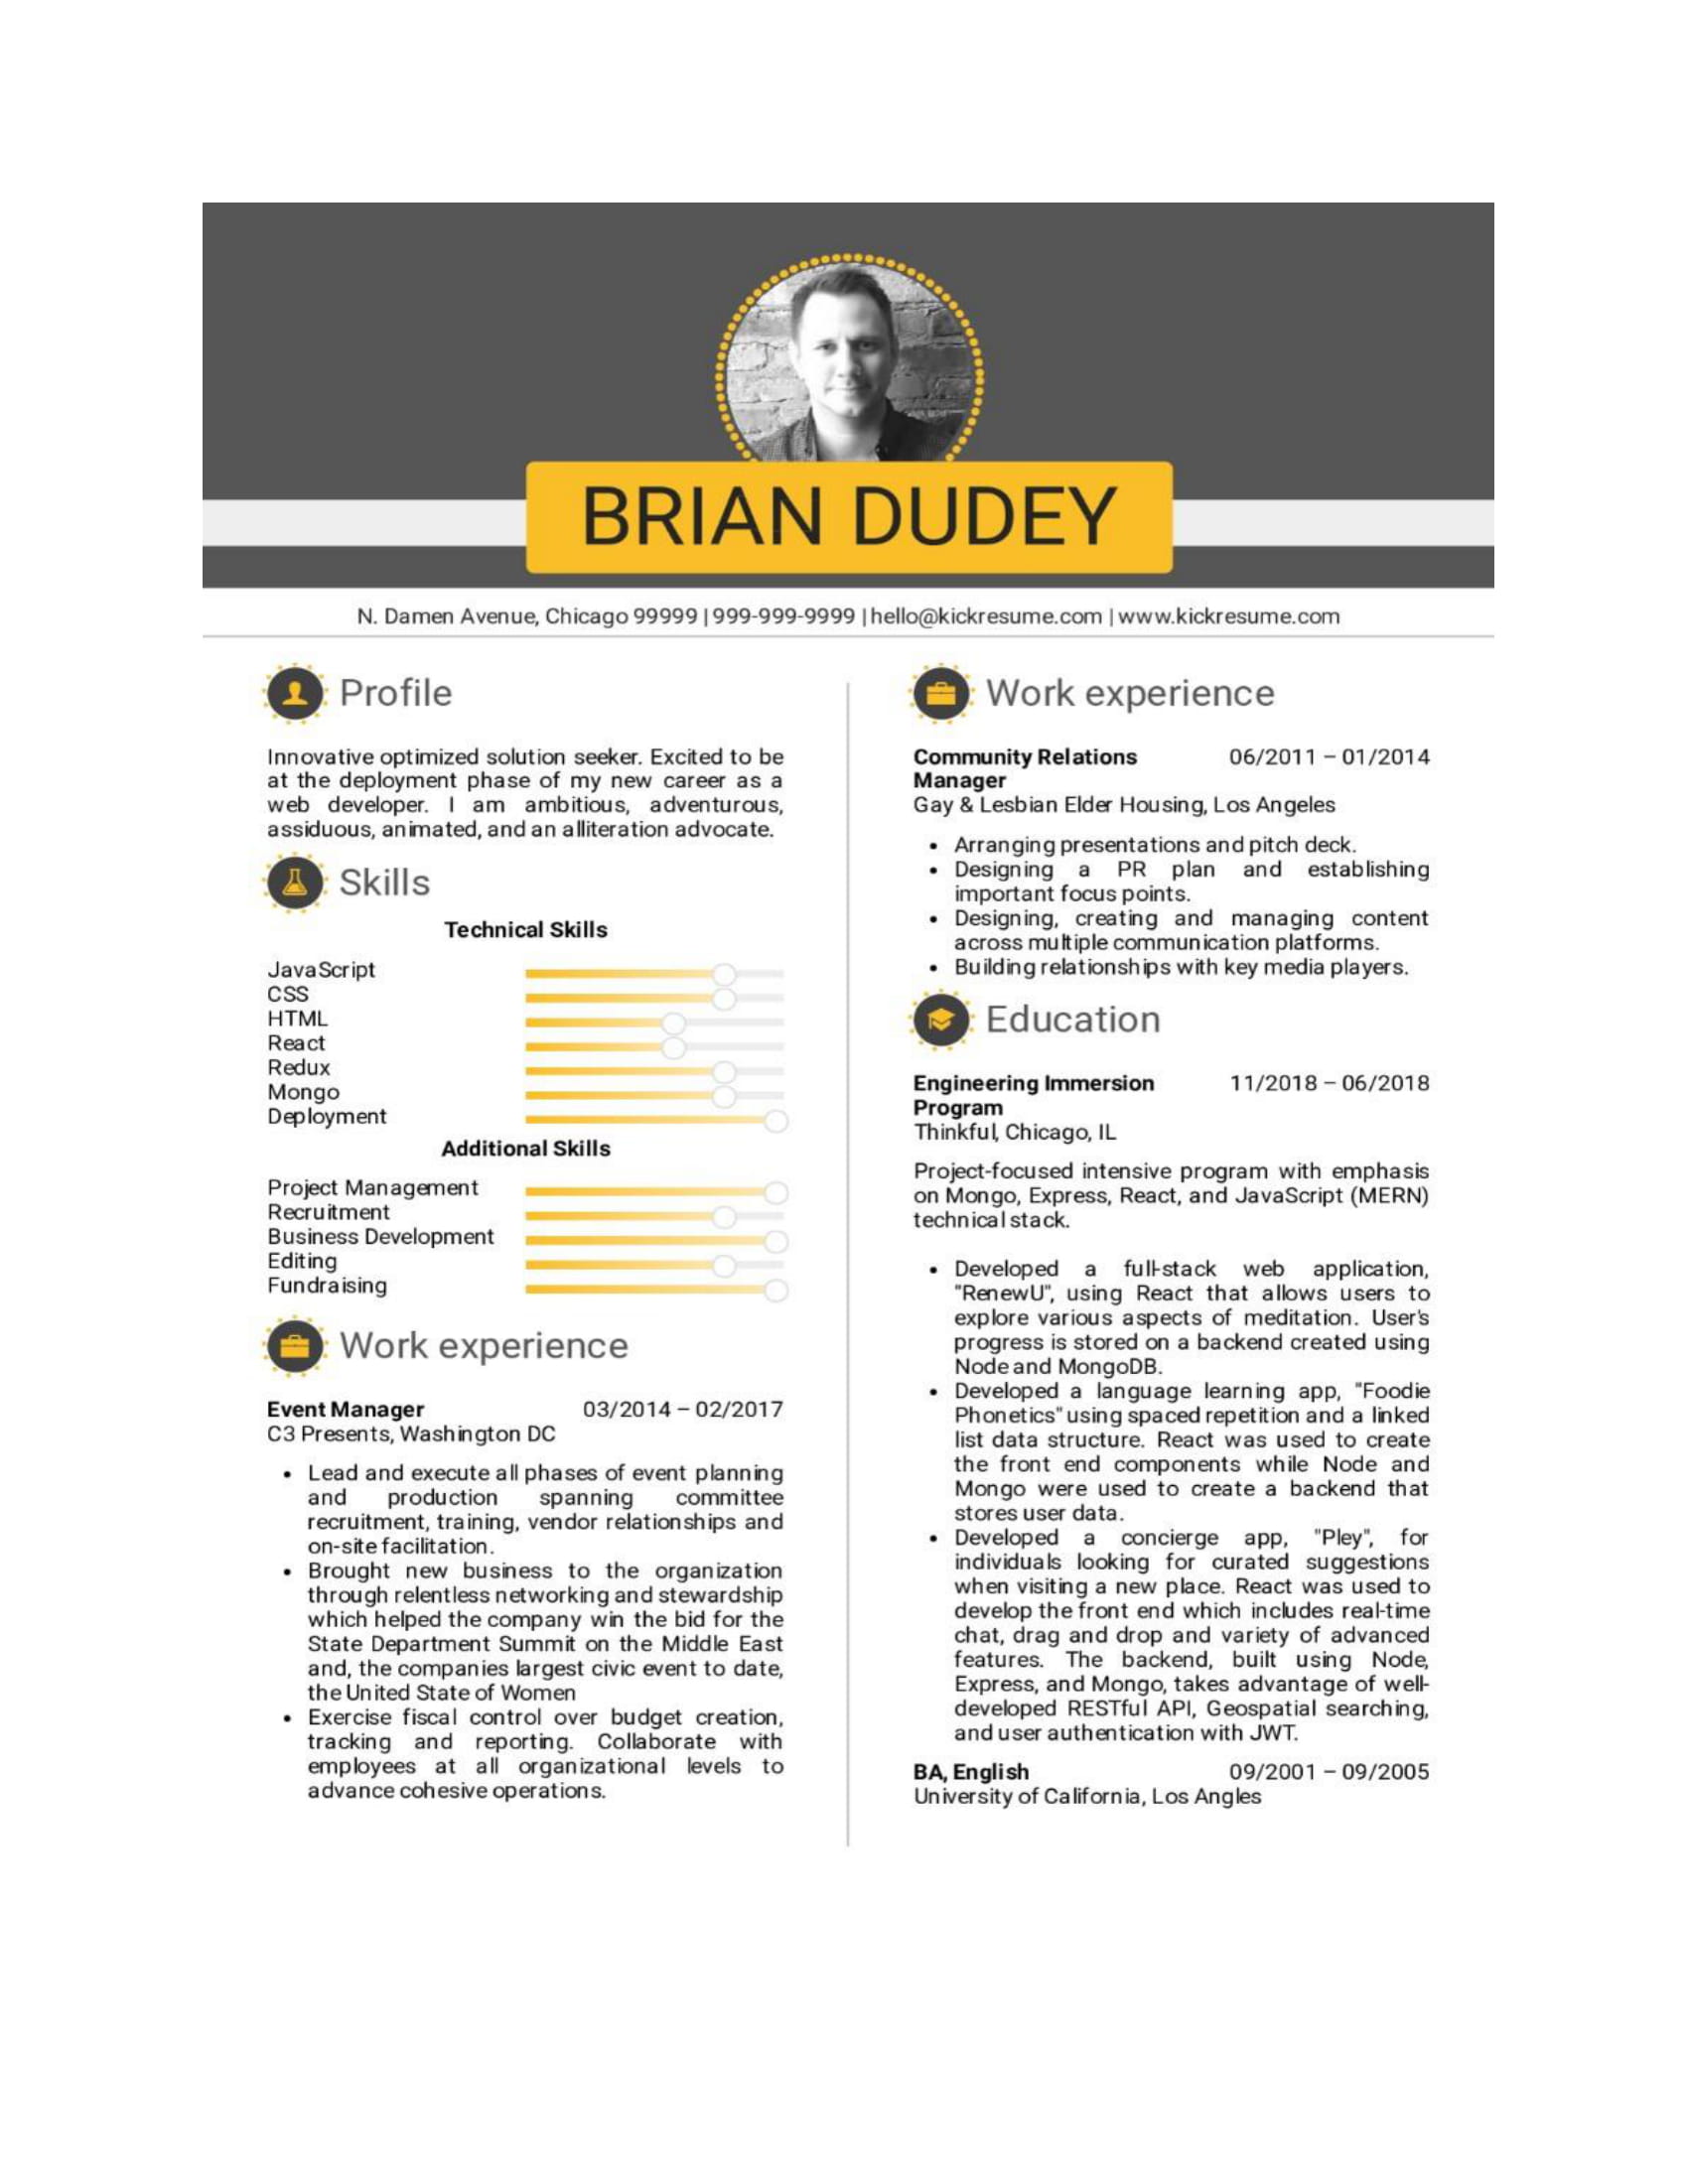 BRIAN DUDEY
N. Damen Avenue, Chicago 99999 | 999-999-9999 | hello@kickresume.com | www.kickresume.com
Profile
Innovative optimized solution seeker. Excited to be
at the deployment phase of my new career as a
web developer. I am ambitious, adventurous,
assiduous, animated, and an alliteration advocate.
Skills
Technical Skills
JavaScript
CSS
HTML
React
Redux
Mongo
Deployment
Additional Skills
Project Management
Recruitment
Business Development
Editing
Fundraising
Work experience
Event Manager 03/2014 – 02/2017
C3 Presents, Washington DC
• Lead and execute all phases of event planning
and production spanning committee
recruitment, training, vendor relationships and
on-site facilitation.
• Brought new business to the organization
through relentless networking and stewardship
which helped the company win the bid for the
State Department Summit on the Middle East
and, the companies largest civic event to date,
the United State of Women
• Exercise fiscal control over budget creation,
tracking and reporting. Collaborate with
employees at all organizational levels to
advance cohesive operations.
Work experience
Community Relations 06/2011 – 01/2014
Manager
Gay & Lesbian Elder Housing, Los Angeles
• Arranging presentations and pitch deck.
• Designing a PR plan and establishing
important focus points.
• Designing, creating and managing content
across multiple communication platforms.
• Building relationships with key media players.
Education
Engineering Immersion 11/2018 – 06/2018
Program
Thinkful, Chicago, IL
Project-focused intensive program with emphasis
on Mongo, Express, React, and JavaScript (MERN)
technical stack.
• Developed a full-stack web application,
"RenewU", using React that allows users to
explore various aspects of meditation. User's
progress is stored on a backend created using
Node and MongoDB.
• Developed a language learning app, "Foodie
Phonetics" using spaced repetition and a linked
list data structure. React was used to create
the front end components while Node and
Mongo were used to create a backend that
stores user data.
• Developed a concierge app, "Pley", for
individuals looking for curated suggestions
when visiting a new place. React was used to
develop the front end which includes real-time
chat, drag and drop and variety of advanced
features. The backend, built using Node,
Express, and Mongo, takes advantage of well-
developed RESTful API, Geospatial searching,
and user authentication with JWT.
BA, English 09/2001 – 09/2005
University of California, Los Angles